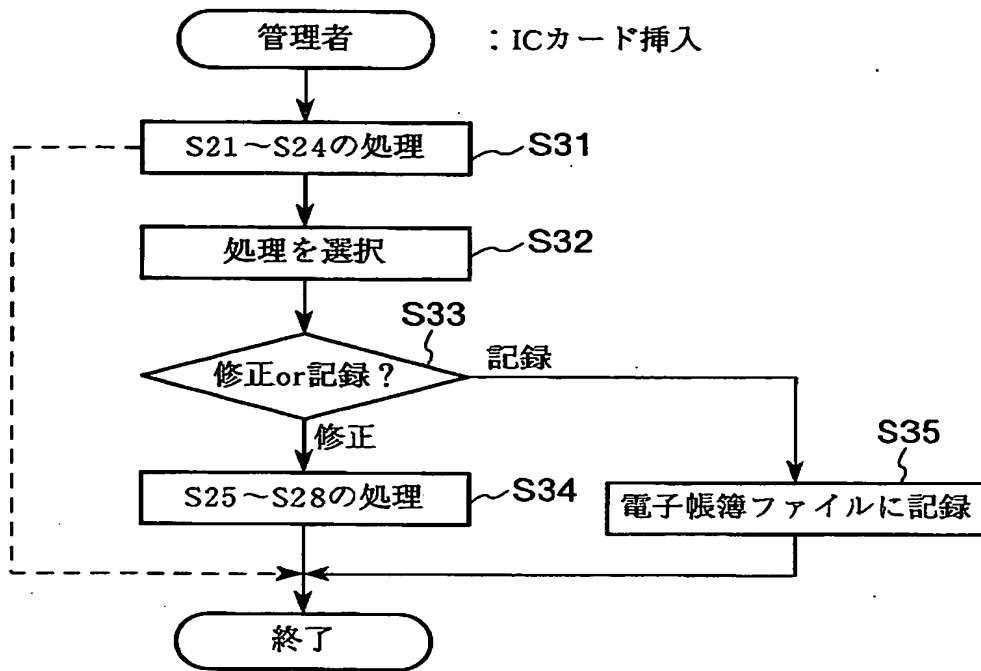 管理者
：ICカード挿入
S21～S24の処理
S31
処理を選択
S32
S33
修正or記録？
記録
修正
S35
S25～S28の処理
S34
電子帳簿ファイルに記録
終了